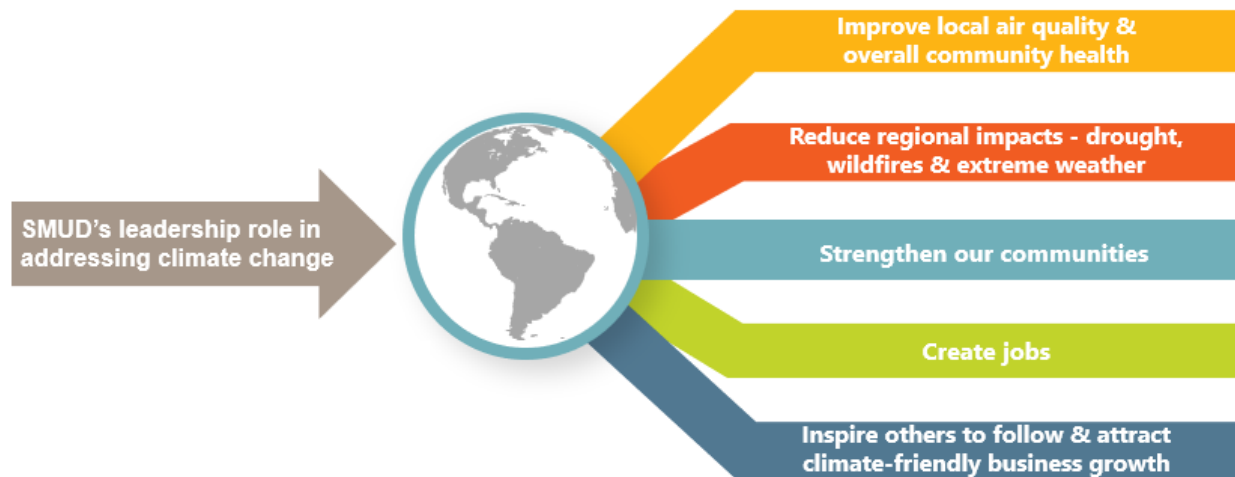 SMUD's leadership role in
addressing climate change
Improve local air quality &
overall community health
Reduce regional impacts - drought,
wildfires & extreme weather
Strengthen our communities
Create jobs
Inspire others to follow & attract
climate-friendly business growth